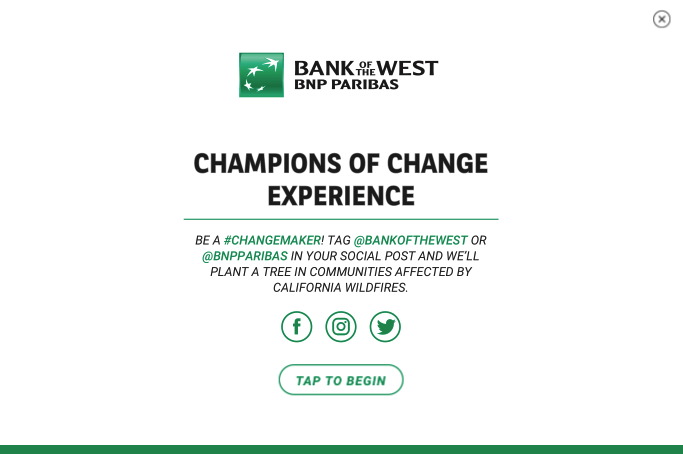 BANK OF THE WEST
BNP PARIBAS
CHAMPIONS OF CHANGE
EXPERIENCE
BE A #CHANGEMAKER! TAG @BANKOFTHEWEST OR
@BNPPARIBAS IN YOUR SOCIAL POST AND WE'LL
PLANT A TREE IN COMMUNITIES AFFECTED BY
CALIFORNIA WILDFIRES.
TAP TO BEGIN